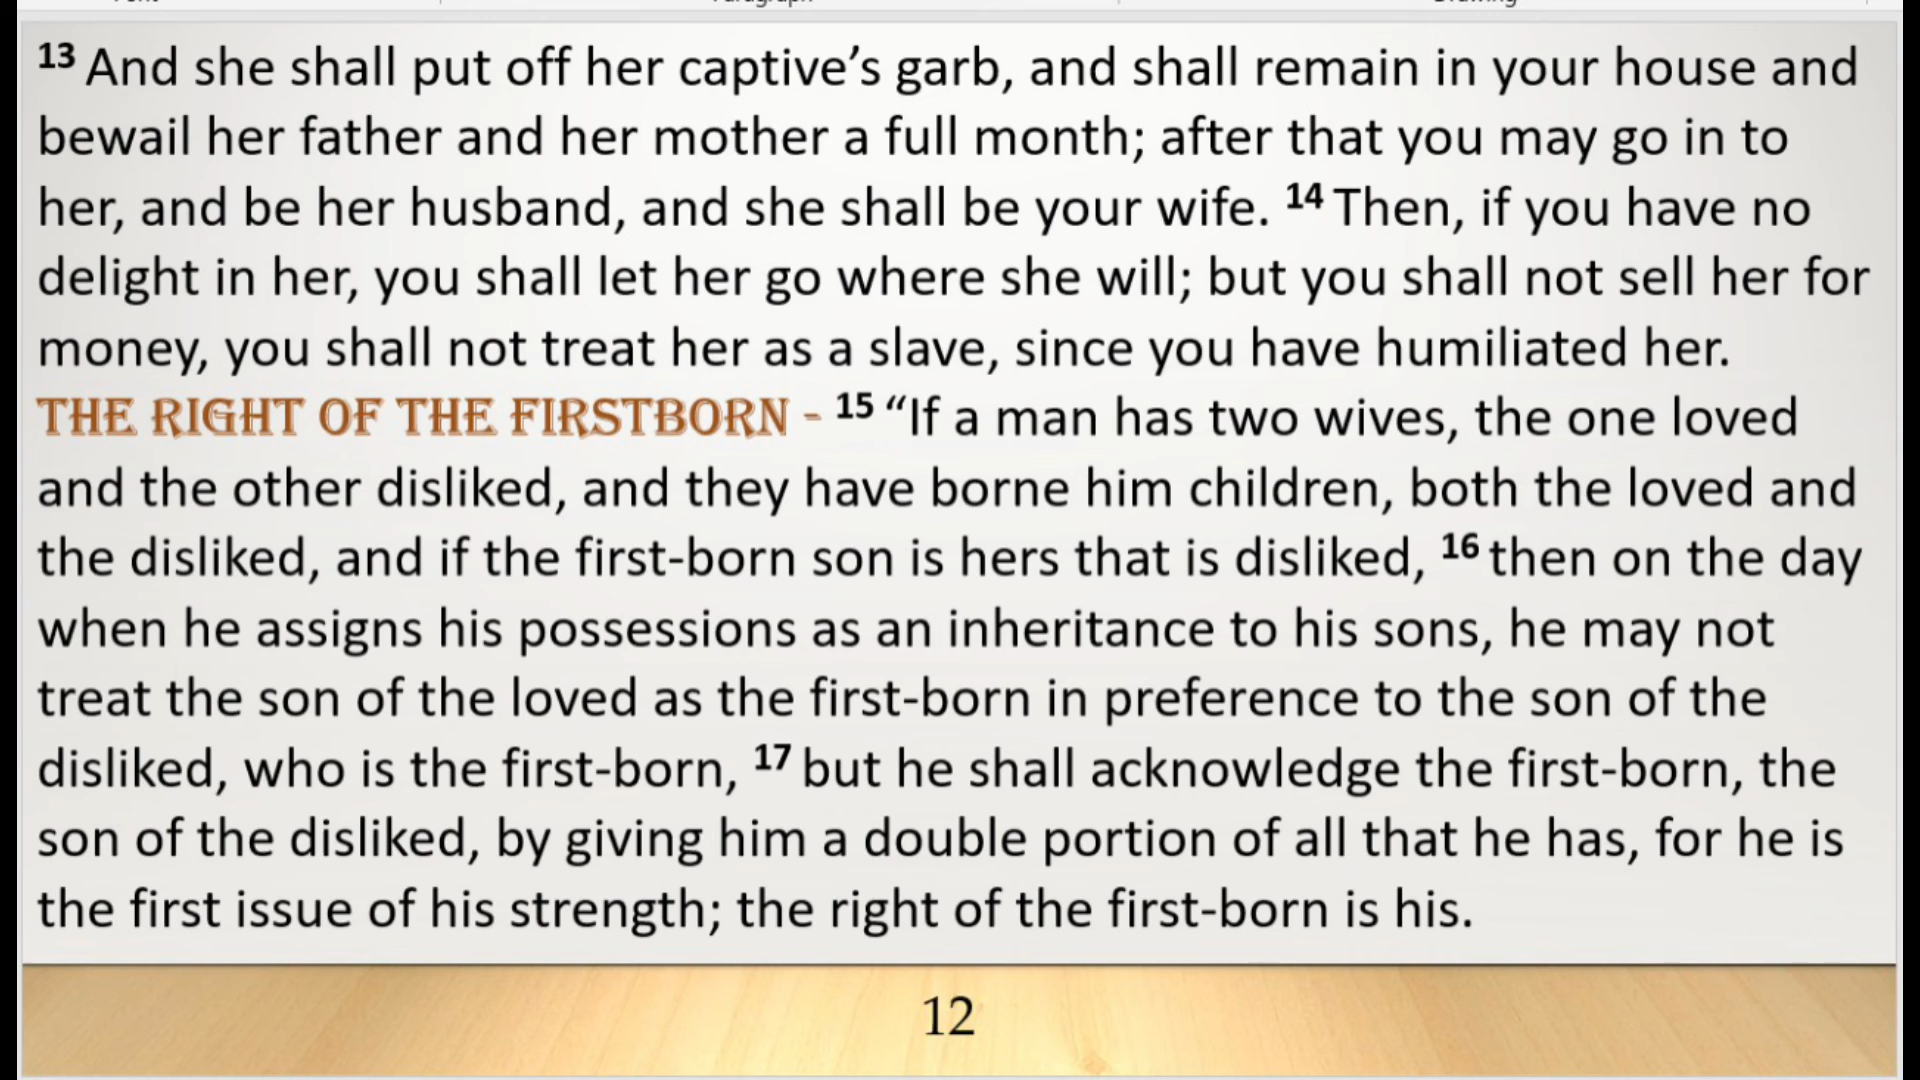 13 And she shall put off her captive’s garb, and shall remain in your house and
bewail her father and her mother a full month; after that you may go in to
her, and be her husband, and she shall be your wife. 14 Then, if you have no
delight in her, you shall let her go where she will; but you shall not sell her for
money, you shall not treat her as a slave, since you have humiliated her.
THE RIGHT OF THE FIRSTBORN - 15 “If a man has two wives, the one loved
and the other disliked, and they have borne him children, both the loved and
the disliked, and if the first-born son is hers that is disliked, 16 then on the day
when he assigns his possessions as an inheritance to his sons, he may not
treat the son of the loved as the first-born in preference to the son of the
disliked, who is the first-born, 17 but he shall acknowledge the first-born, the
son of the disliked, by giving him a double portion of all that he has, for he is
the first issue of his strength; the right of the first-born is his.
12